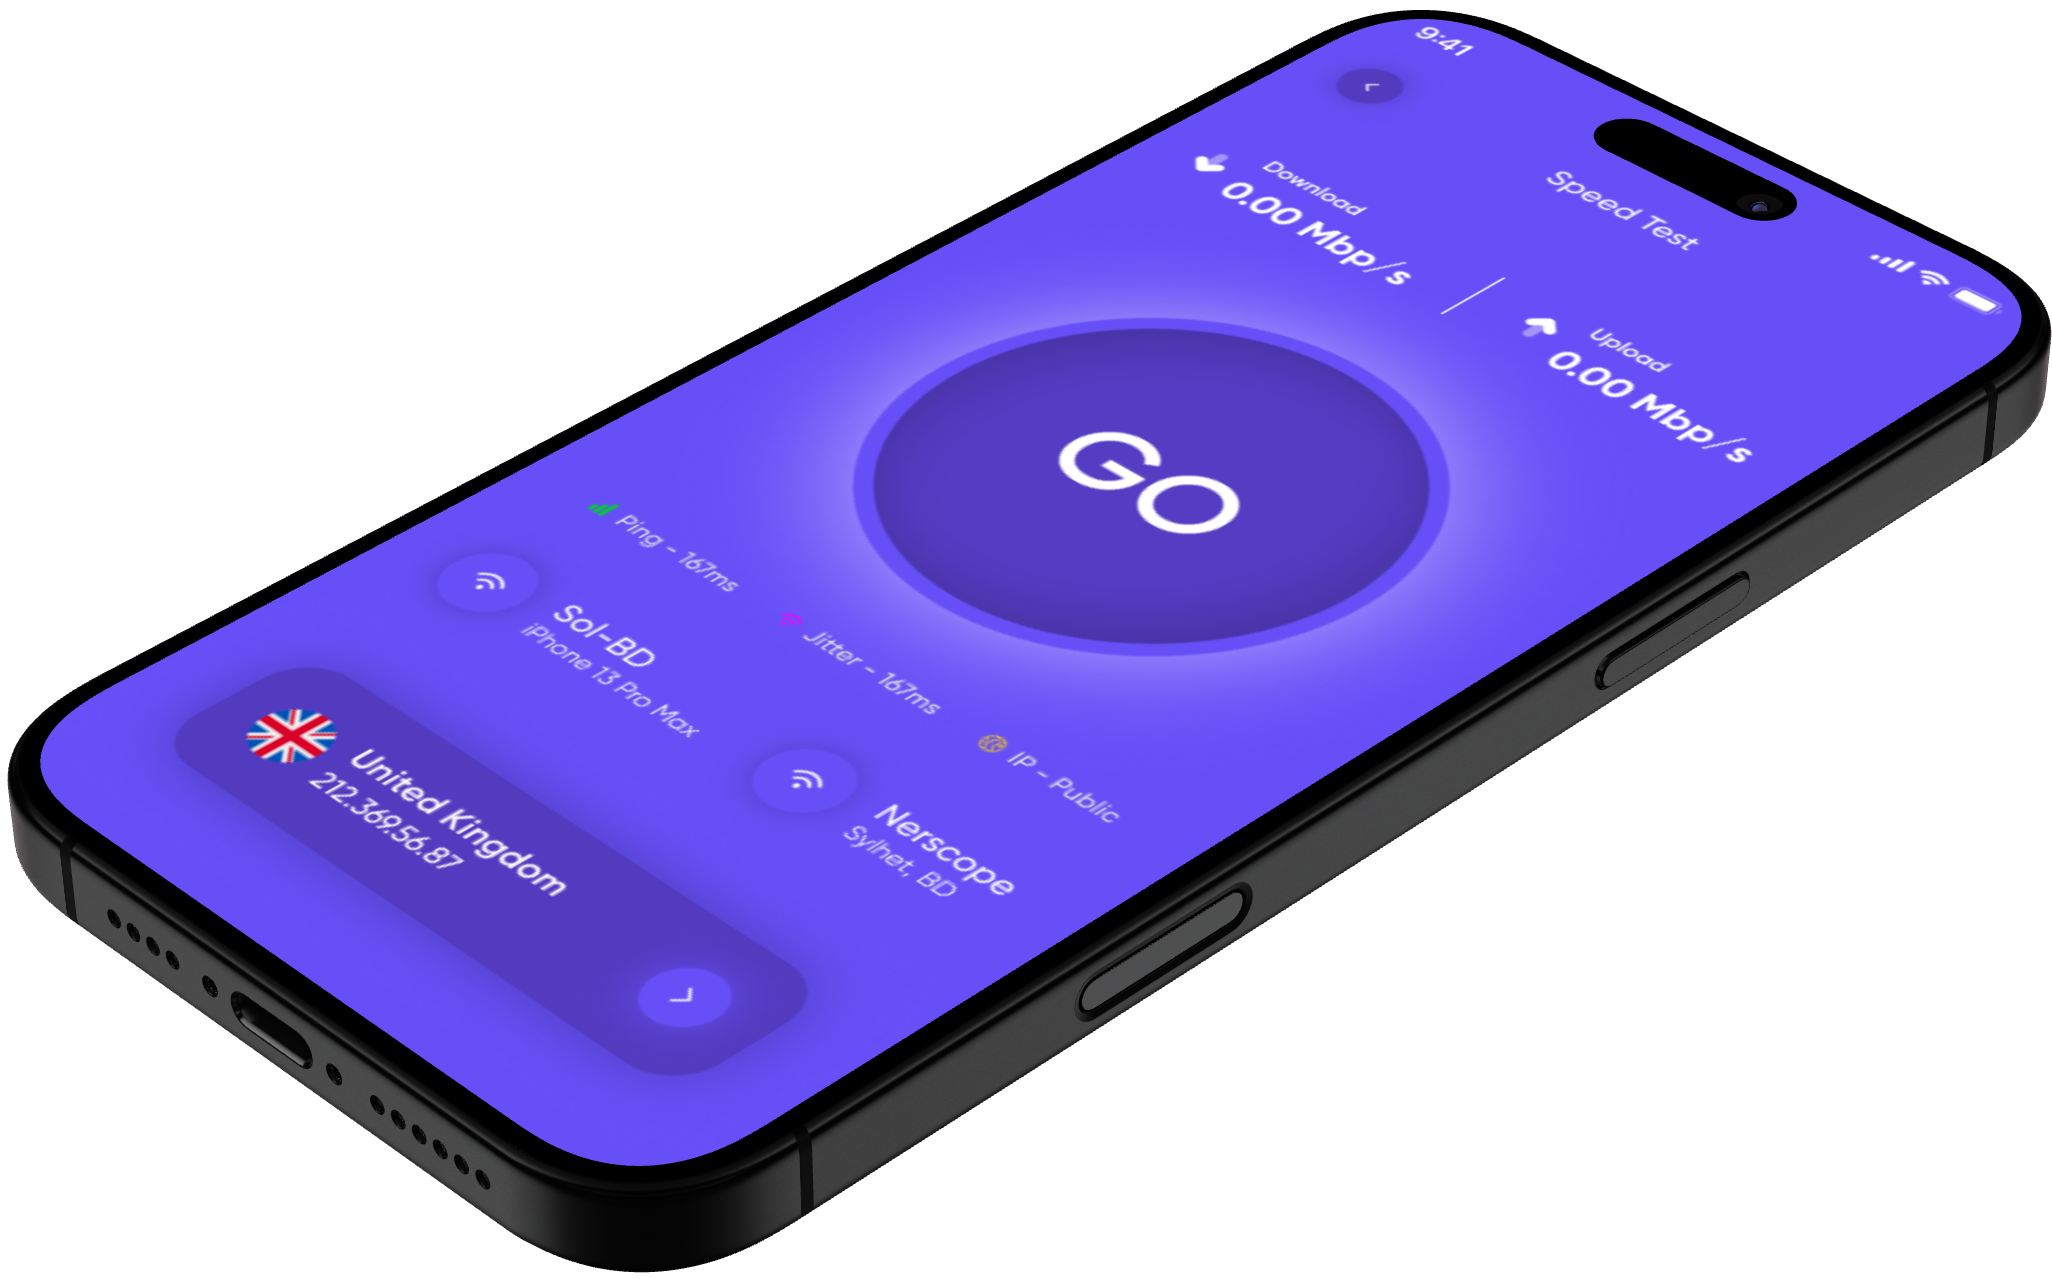 9:41
Speed Test
Download
0.00 Mbp/s
Upload
0.00 Mbp/s
GO
Ping - 167ms
Jitter - 167ms
IP - Public
Sol-BD
iPhone 13 Pro Max
Nerscope
Sylhet, BD
United Kingdom
212.369.56.87